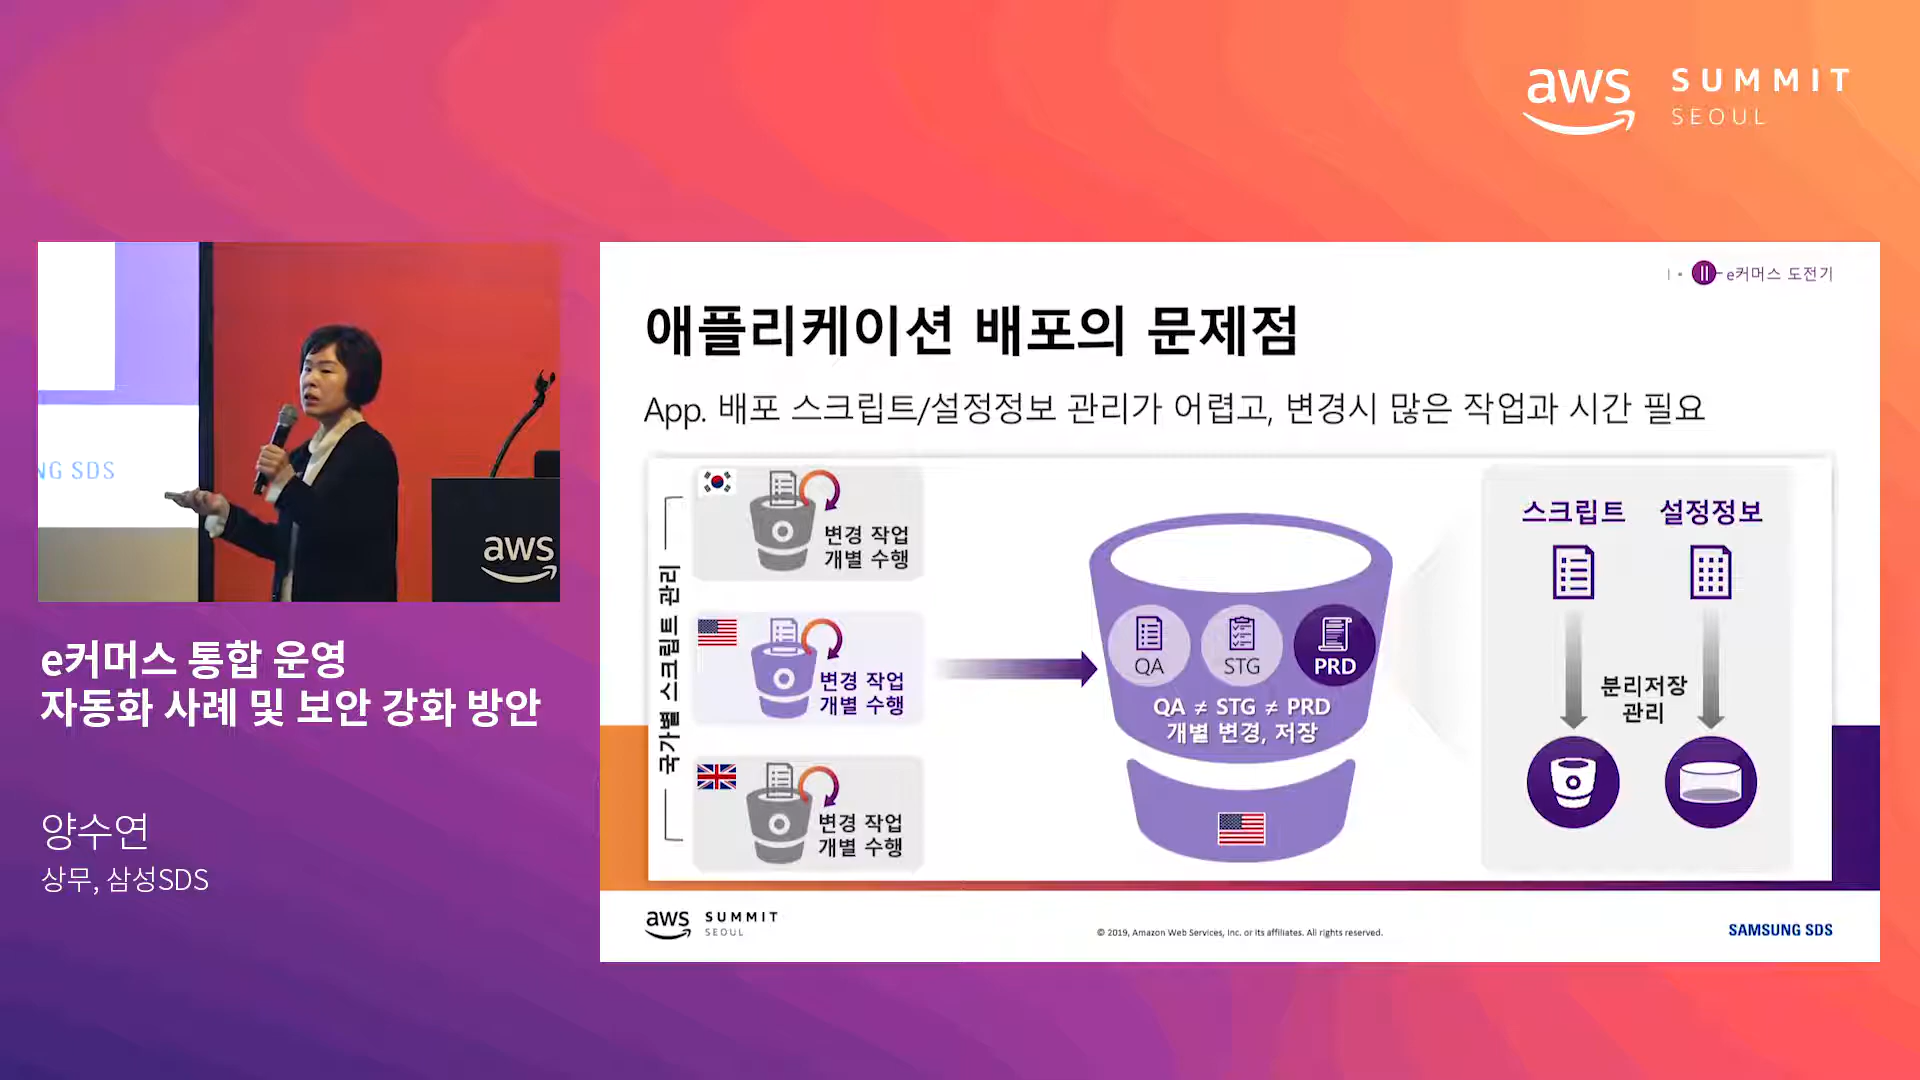 aws SUMMIT
SEOUL
NG SDS
aws
e커머스 통합 운영
자동화 사례 및 보안 강화 방안
양수연
상무, 삼성SDS
I • II e커머스 도전기
애플리케이션 배포의 문제점
App. 배포 스크립트/설정정보 관리가 어렵고, 변경시 많은 작업과 시간 필요
국가별 스크립트 관리
변경 작업
개별 수행
변경 작업
개별 수행
변경 작업
개별 수행
QA STG PRD
QA ≠ STG ≠ PRD
개별 변경, 저장
스크립트 설정정보
분리저장
관리
aws SUMMIT
SEOUL
© 2019, Amazon Web Services, Inc. or its affiliates. All rights reserved.
SAMSUNG SDS